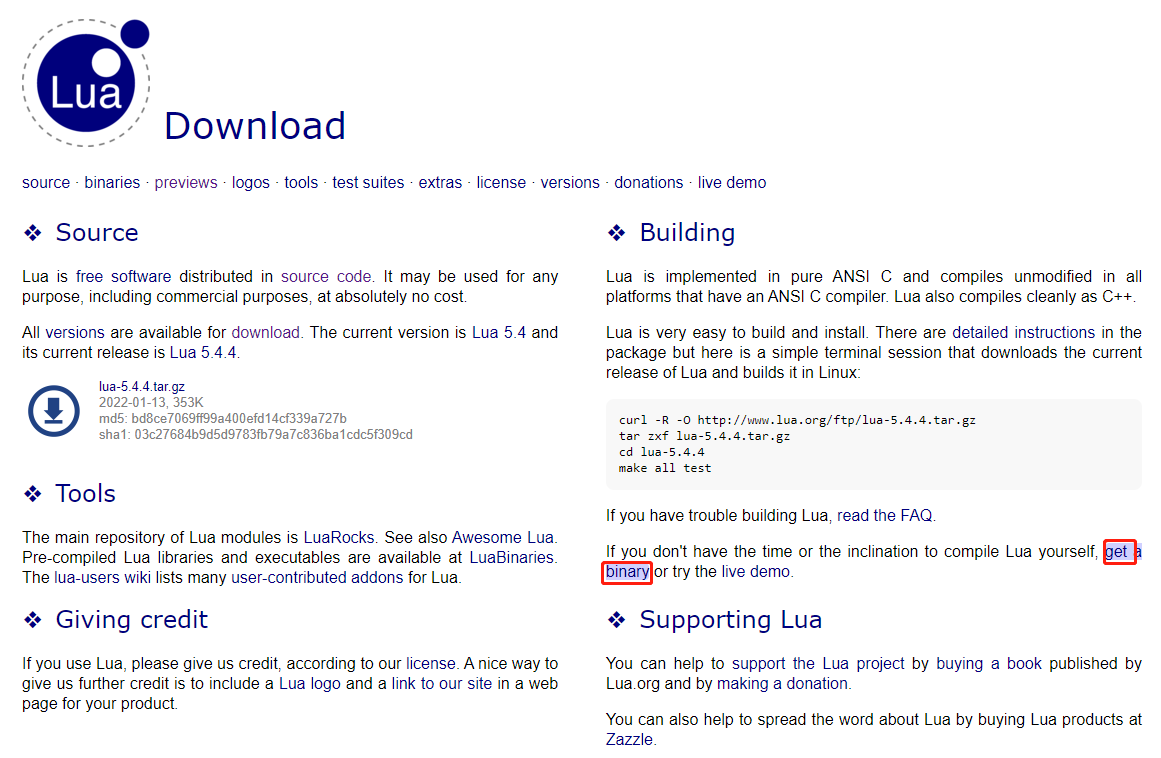 Lua
Download
source · binaries · previews · logos · tools · test suites · extras · license · versions · donations · live demo
❖ Source
Lua is free software distributed in source code. It may be used for any
purpose, including commercial purposes, at absolutely no cost.
All versions are available for download. The current version is Lua 5.4 and
its current release is Lua 5.4.4.
lua-5.4.4.tar.gz
2022-01-13, 353K
md5: bd8ce7069ff99a400efd14cf339a727b
sha1: 03c27684b9d5d9783fb79a7c836ba1cdc5f309cd
❖ Tools
The main repository of Lua modules is LuaRocks. See also Awesome Lua.
Pre-compiled Lua libraries and executables are available at LuaBinaries.
The lua-users wiki lists many user-contributed addons for Lua.
❖ Giving credit
If you use Lua, please give us credit, according to our license. A nice way to
give us further credit is to include a Lua logo and a link to our site in a web
page for your product.
❖ Building
Lua is implemented in pure ANSI C and compiles unmodified in all
platforms that have an ANSI C compiler. Lua also compiles cleanly as C++.
Lua is very easy to build and install. There are detailed instructions in the
package but here is a simple terminal session that downloads the current
release of Lua and builds it in Linux:
curl -R -O http://www.lua.org/ftp/lua-5.4.4.tar.gz
tar zxf lua-5.4.4.tar.gz
cd lua-5.4.4
make all test
If you have trouble building Lua, read the FAQ.
If you don't have the time or the inclination to compile Lua yourself, get a
binary or try the live demo.
❖ Supporting Lua
You can help to support the Lua project by buying a book published by
Lua.org and by making a donation.
You can also help to spread the word about Lua by buying Lua products at
Zazzle.